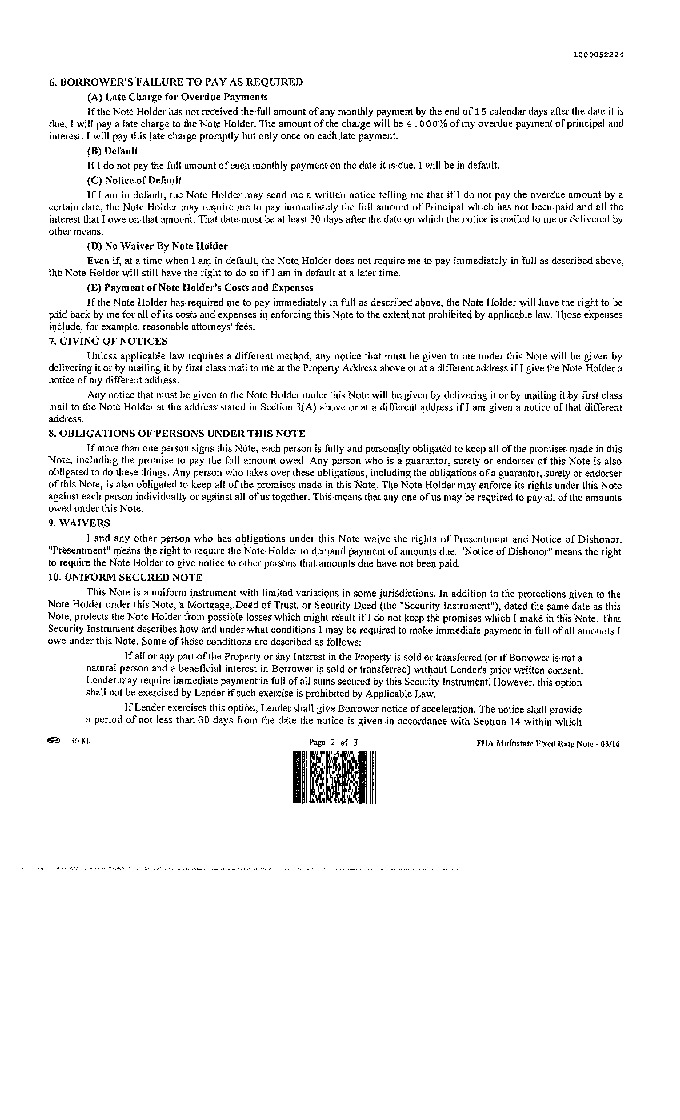 1000052224
6. BORROWER'S FAILURE TO PAY AS REQUIRED
(A) Late Charge for Overdue Payments
If the Note Holder has not received the full amount of any monthly payment by the end of 15 calendar days after the date it is
due, I will pay a late charge to the Note Holder. The amount of the charge will be 4.000% of my overdue payment of principal and
interest. I will pay this late charge promptly but only once on each late payment.
(B) Default
If I do not pay the full amount of each monthly payment on the date it is due, I will be in default.
(C) Notice of Default
If I am in default, the Note Holder may send me a written notice telling me that if I do not pay the overdue amount by a
certain date, the Note Holder may require me to pay immediately the full amount of Principal which has not been paid and all the
interest that I owe on that amount. That date must be at least 30 days after the date on which the notice is mailed to me or delivered by
other means.
(D) No Waiver By Note Holder
Even if, at a time when I am in default, the Note Holder does not require me to pay immediately in full as described above,
the Note Holder will still have the right to do so if I am in default at a later time.
(E) Payment of Note Holder's Costs and Expenses
If the Note Holder has required me to pay immediately in full as described above, the Note Holder will have the right to be
paid back by me for all of its costs and expenses in enforcing this Note to the extent not prohibited by applicable law. Those expenses
include, for example, reasonable attorneys' fees.
7. GIVING OF NOTICES
Unless applicable law requires a different method, any notice that must be given to me under this Note will be given by
delivering it or by mailing it by first class mail to me at the Property Address above or at a different address if I give the Note Holder a
notice of my different address.
Any notice that must be given to the Note Holder under this Note will be given by delivering it or by mailing it by first class
mail to the Note Holder at the address stated in Section 3(A) above or at a different address if I am given a notice of that different
address.
8. OBLIGATIONS OF PERSONS UNDER THIS NOTE
If more than one person signs this Note, each person is fully and personally obligated to keep all of the promises made in this
Note, including the promise to pay the full amount owed. Any person who is a guarantor, surety or endorser of this Note is also
obligated to do these things. Any person who takes over these obligations, including the obligations of a guarantor, surety or endorser
of this Note, is also obligated to keep all of the promises made in this Note. The Note Holder may enforce its rights under this Note
against each person individually or against all of us together. This means that any one of us may be required to pay all of the amounts
owed under this Note.
9. WAIVERS
I and any other person who has obligations under this Note waive the rights of Presentment and Notice of Dishonor.
"Presentment" means the right to require the Note Holder to demand payment of amounts due. "Notice of Dishonor" means the right
to require the Note Holder to give notice to other persons that amounts due have not been paid.
10. UNIFORM SECURED NOTE
This Note is a uniform instrument with limited variations in some jurisdictions. In addition to the protections given to the
Note Holder under this Note, a Mortgage, Deed of Trust, or Security Deed (the "Security Instrument"), dated the same date as this
Note, protects the Note Holder from possible losses which might result if I do not keep the promises which I make in this Note. That
Security Instrument describes how and under what conditions I may be required to make immediate payment in full of all amounts I
owe under this Note. Some of those conditions are described as follows:
If all or any part of the Property or any Interest in the Property is sold or transferred (or if Borrower is not a
natural person and a beneficial interest in Borrower is sold or transferred) without Lender's prior written consent,
Lender may require immediate payment in full of all sums secured by this Security Instrument. However, this option
shall not be exercised by Lender if such exercise is prohibited by Applicable Law.
If Lender exercises this option, Lender shall give Borrower notice of acceleration. The notice shall provide
a period of not less than 30 days from the date the notice is given in accordance with Section 14 within which
Page 2 of 3
FHA Multistate Fixed Rate Note - 03/16